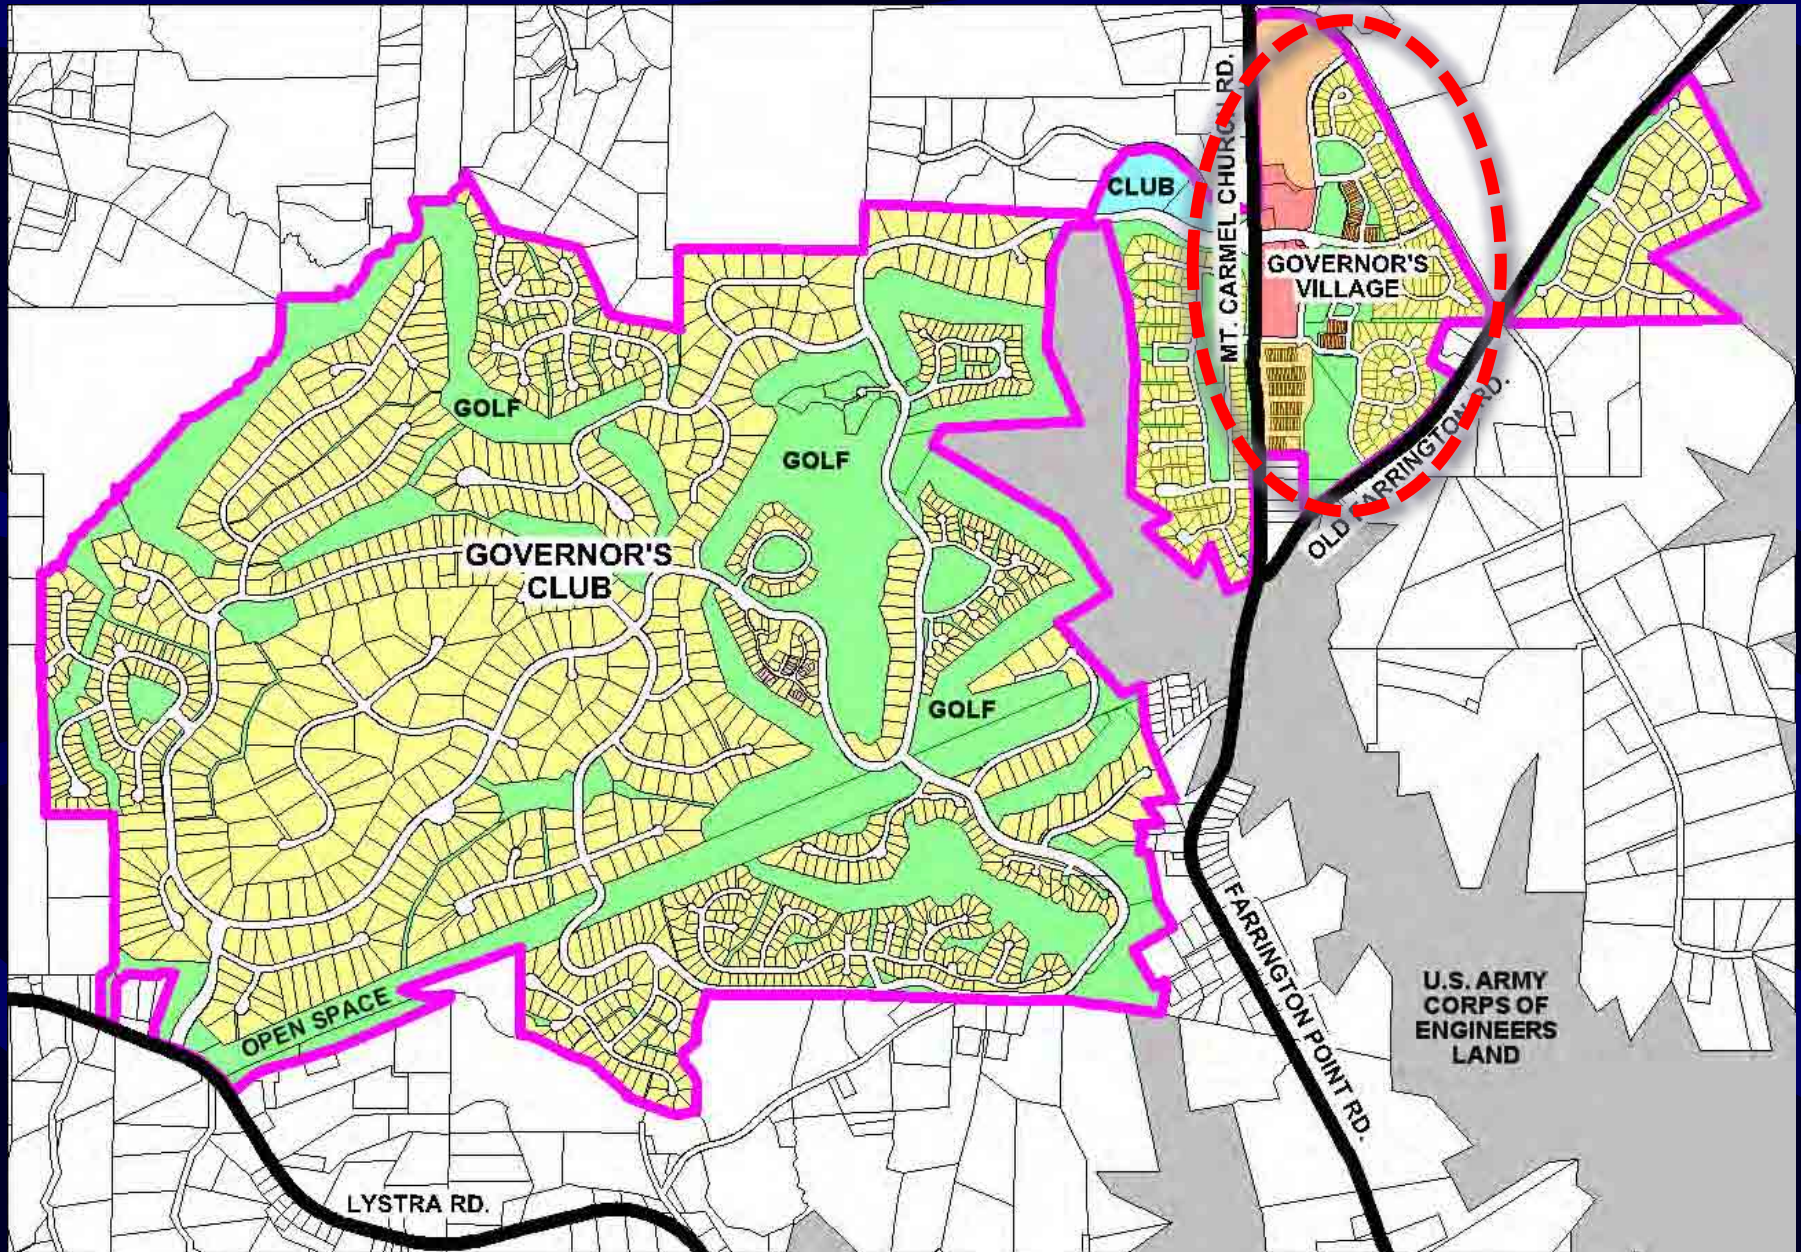 MT. CARMEL CHURCH RD.
CLUB
GOVERNOR'S
VILLAGE
GOLF
GOLF
OLD FARRINGTON RD.
GOVERNOR'S
CLUB
GOLF
FARRINGTON POINT RD.
U.S. ARMY
CORPS OF
ENGINEERS
LAND
OPEN SPACE
LYSTRA RD.